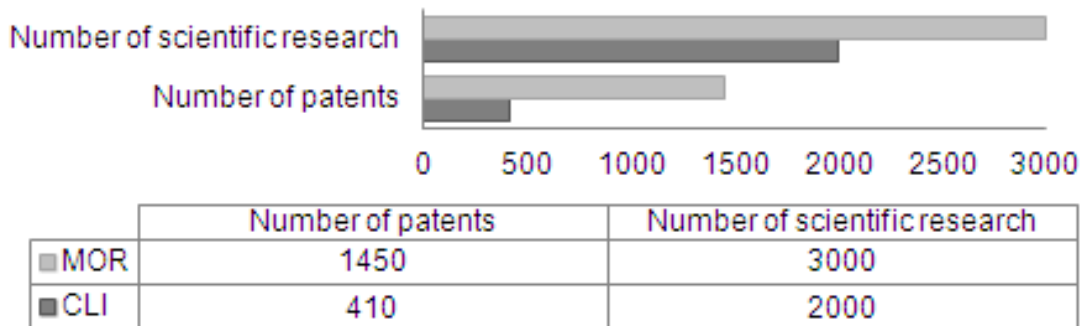 Number of scientific research
Number of patents
0 500 1000 1500 2000 2500 3000
Number of patents Number of scientific research
MOR 1450 3000
CLI 410 2000